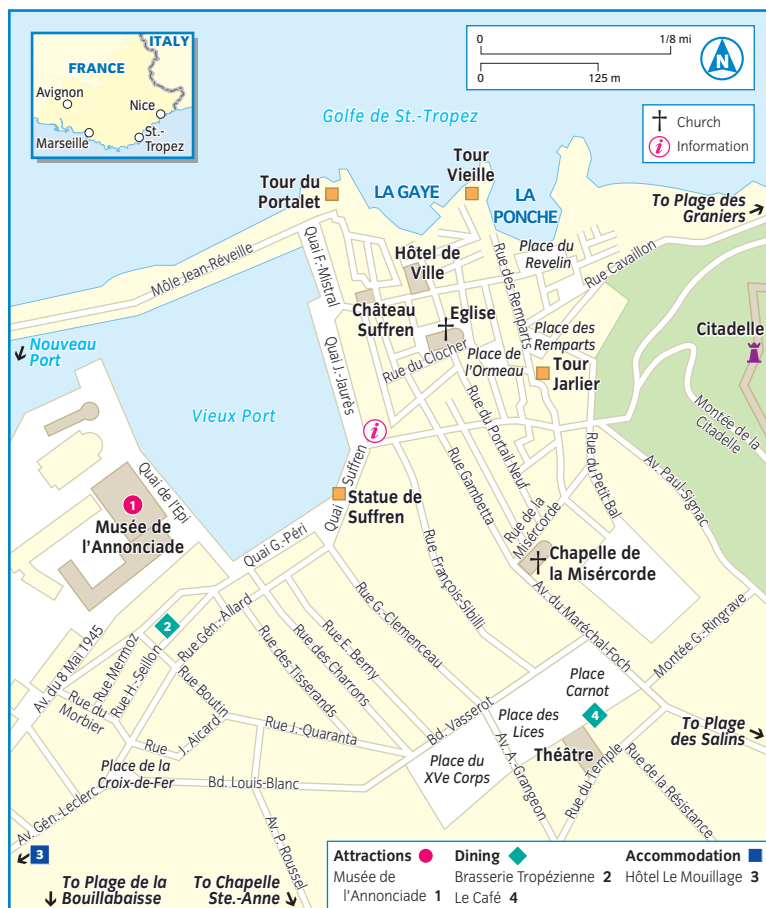 ITALY
FRANCE
Avignon
Nice
Marseille
St.-
Tropez
0
1/8 mi
0
125 m
N
Church
i Information
Golfe de St.-Tropez
Tour du
Portalet
LA GAYE
Tour
Vieille
LA
PONCHE
To Plage des
Graniers
Môle Jean-Réveille
Quai F.-Mistral
Hôtel de
Ville
Rue des Remparts
Place du
Revelin
Rue Cavaillon
Château
Suffren
Eglise
Place des
Remparts
Citadelle
Nouveau
Port
Quai J.-Jaurès
Rue du Clocher
Place de
l'Ormeau
Tour
Jarlier
Vieux Port
i
Montée de la
Citadelle
Quai de l'Epi
Quai Suffren
Rue du Portail Neuf
Rue Gambetta
Rue du Petit Bel
Av. Paul-Signac
1
Musée de
l'Annonciade
Statue de
Suffren
Rue de la
Misércorde
Quai G.-Péri
Chapelle de
la Misércorde
Rue François-Sibilli
Av. du Maréchal-Foch
2
Rue Gén.-Allard
Rue G.-Clemenceau
Rue E. Berny
Rue des Charrons
Rue des Tisserands
Montée G.-Ringrave
Av. du 8 Mai 1945
Rue Mermoz
Rue H.-Seillon
Rue du
Morbier
Rue Boutin
Rue J.-Aicard
Rue J.-Quaranta
Bd. Vasserot
Place
Carnot
4
Place des
Lices
Théâtre
To Plage
des Salins
Place de la
Croix-de-Fer
Bd. Louis-Blanc
Place du
XVe Corps
Av. A.-Grangeon
Rue du Temple
Rue de la Résistance
Av. Gén.-Leclerc
3
Av. P. Roussel
To Plage de la
Bouillabaisse
To Chapelle
Ste.-Anne
Attractions
Musée de
l'Annonciade 1
Dining
Brasserie Tropézienne 2
Le Café 4
Accommodation
Hôtel Le Mouillage 3